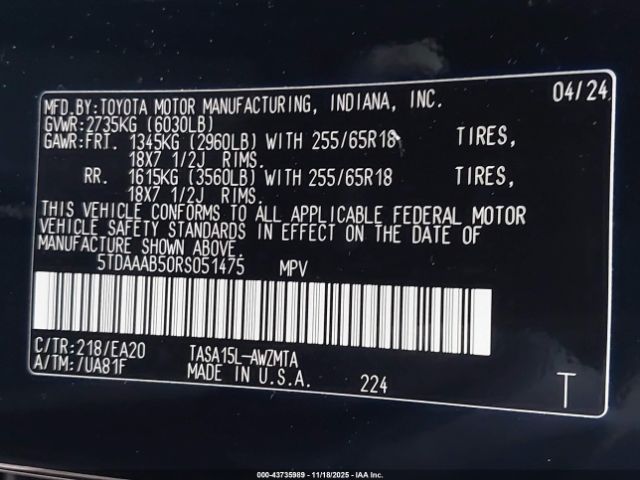 MFD.BY:TOYOTA MOTOR MANUFACTURING, INDIANA, INC. 04/24
GVWR:2735KG (6030LB)
GAWR:FRT. 1345KG (2960LB) WITH 255/65R18 TIRES,
18X7 1/2J RIMS.
RR. 1615KG (3560LB) WITH 255/65R18 TIRES,
18X7 1/2J RIMS.
THIS VEHICLE CONFORMS TO ALL APPLICABLE FEDERAL MOTOR
VEHICLE SAFETY STANDARDS IN EFFECT ON THE DATE OF
MANUFACTURE SHOWN ABOVE.
5TDAAAB50RS051475 MPV
C/TR:218/EA20 TASA15L-AWZMTA
A/TM:/UA81F MADE IN U.S.A. 224 T
000-43735989 - 11/18/2025 - IAA Inc.